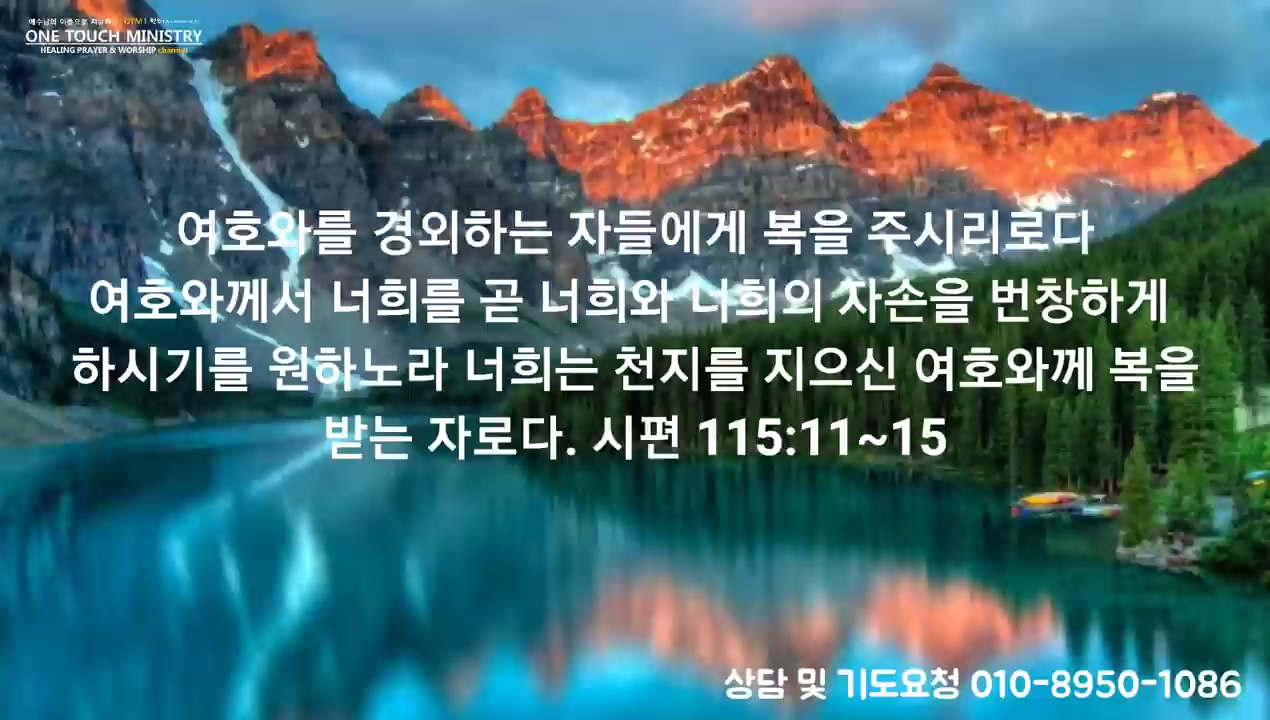 ONE TOUCH MINISTRY
HEALING PRAYER & WORSHIP channel
여호와를 경외하는 자들에게 복을 주시리로다
여호와께서 너희를 곧 너희와 너희의 자손을 번창하게
하시기를 원하노라 너희는 천지를 지으신 여호와께 복을
받는 자로다. 시편 115:11~15
상담 및 기도요청 010-8950-1086